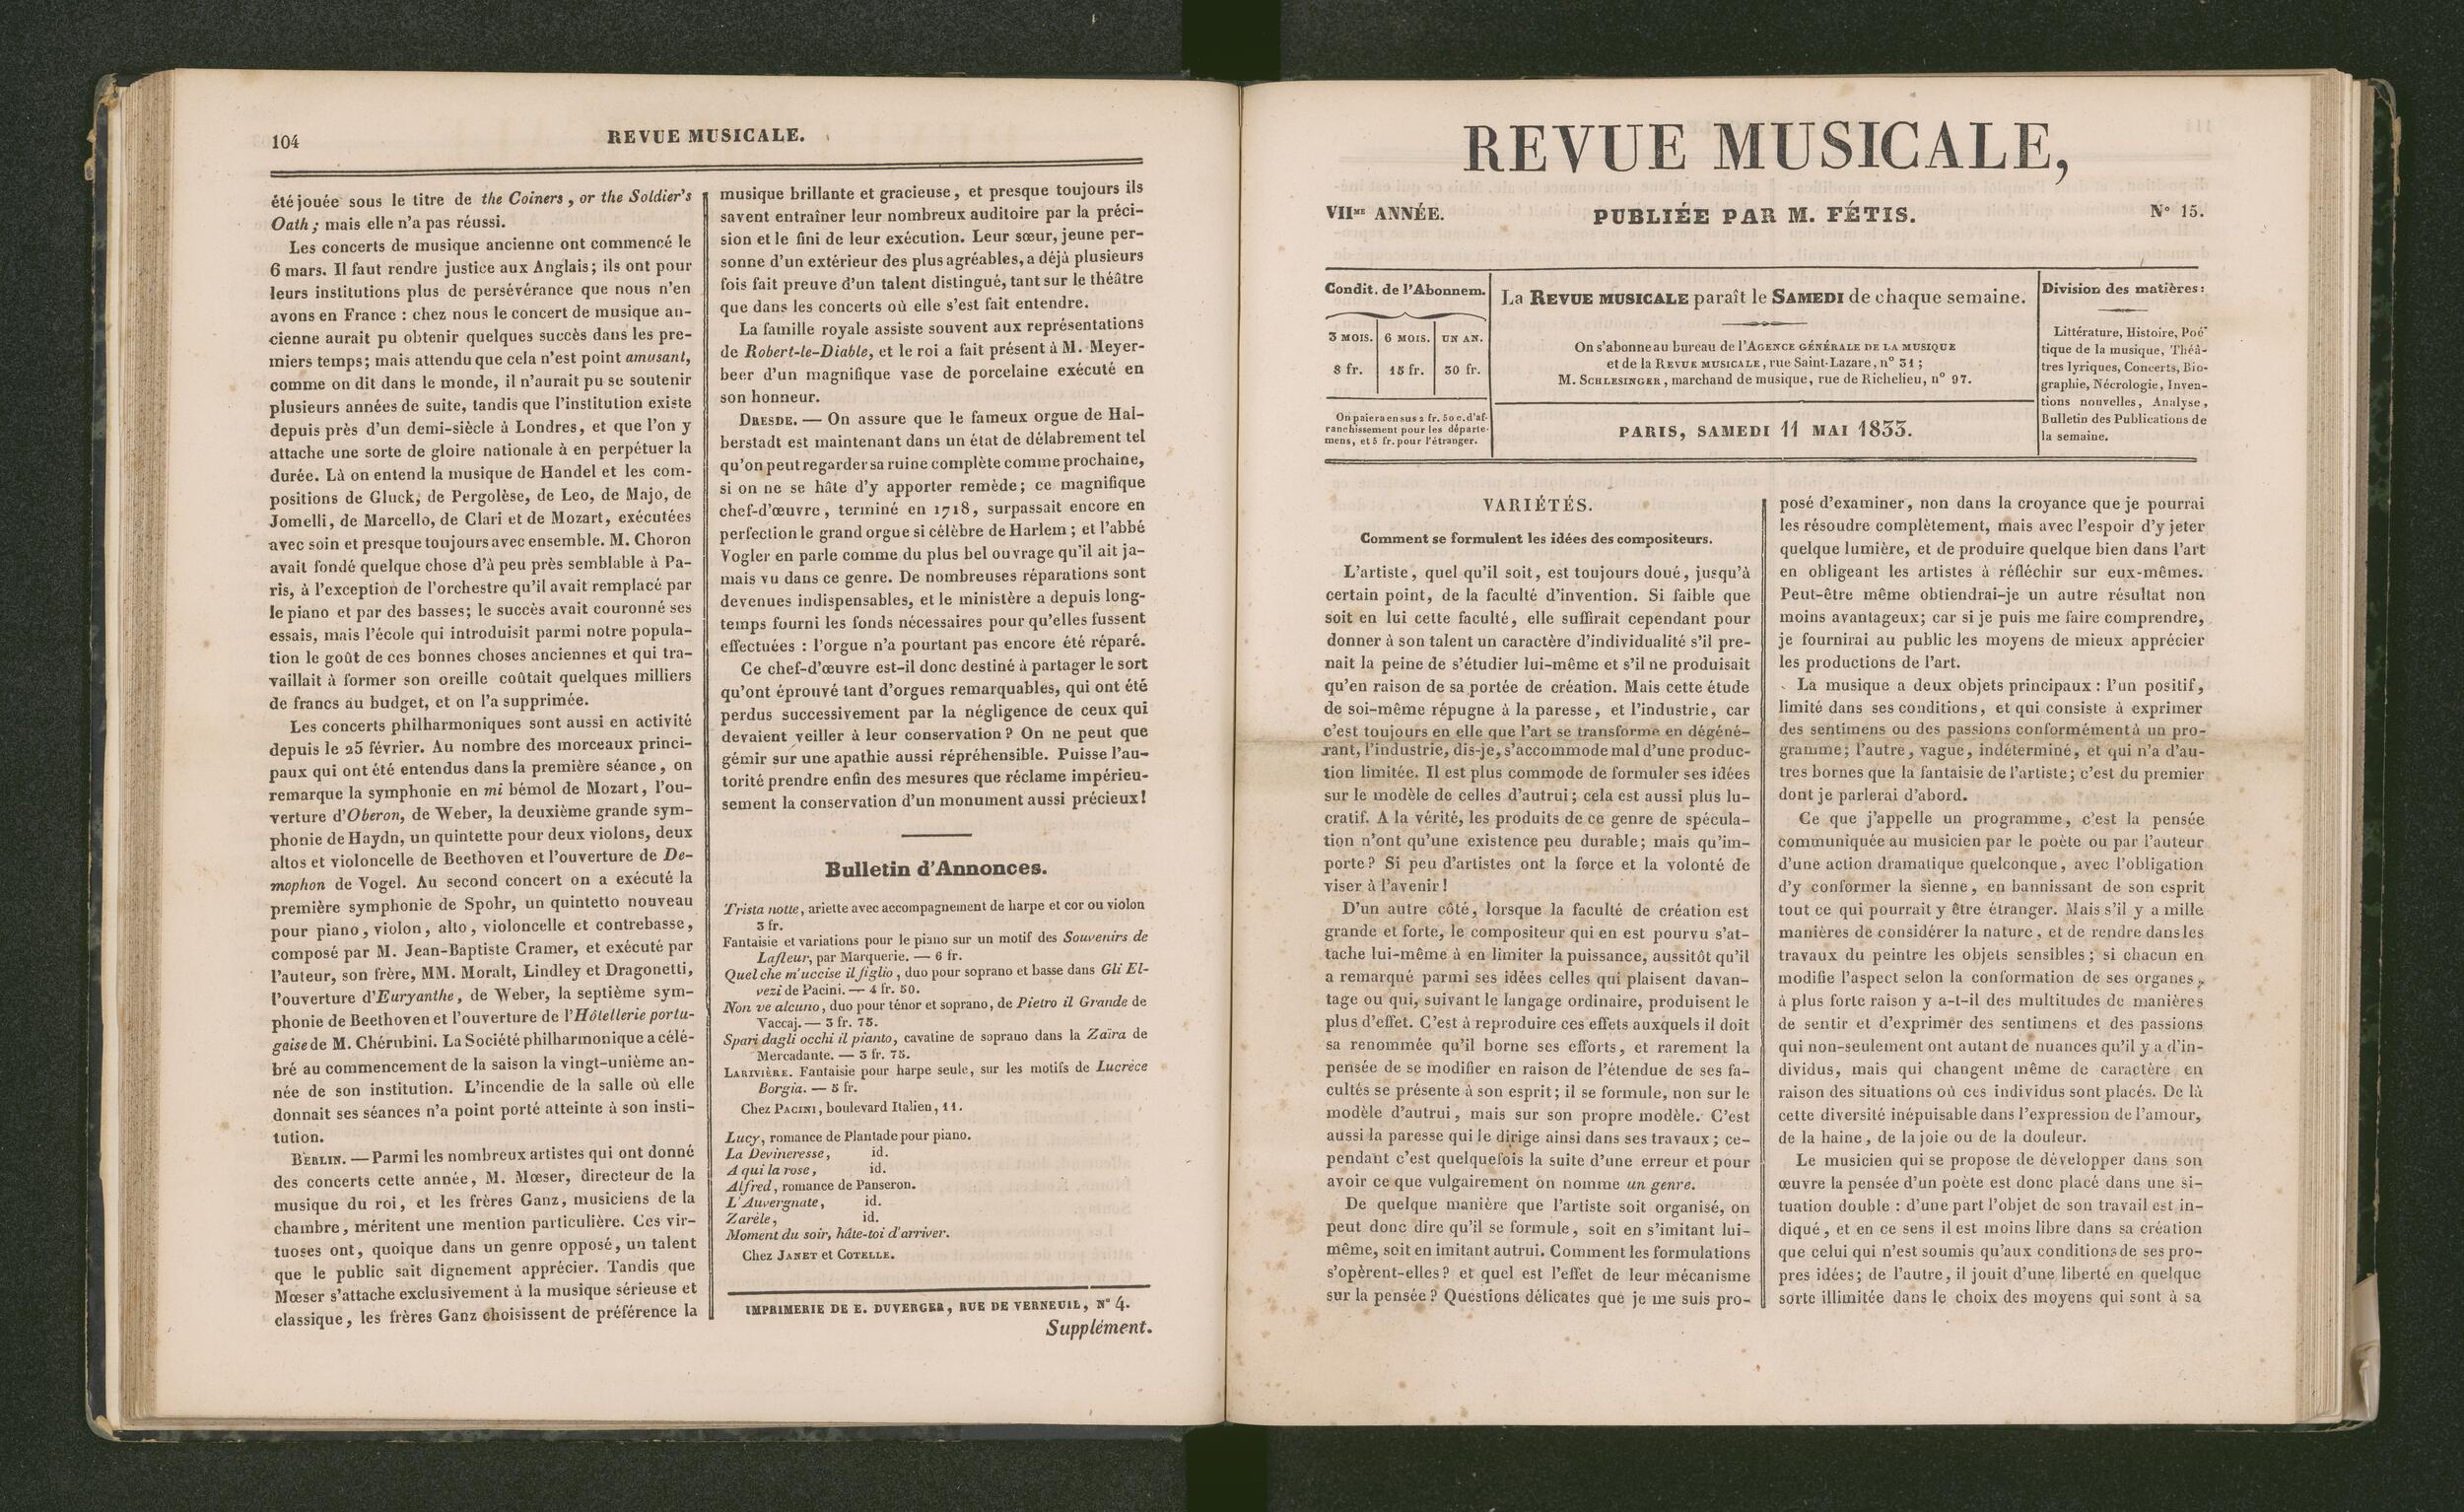 104
REVUE MUSICALE.
été jouée sous le titre de the Coiners, or the Soldier's
Oath; mais elle n'a pas réussi.
Les concerts de musique ancienne ont commencé le
6 mars. Il faut rendre justice aux Anglais; ils ont pour
leurs institutions plus de persévérance que nous n'en
avons en France : chez nous le concert de musique an-
cienne aurait pu obtenir quelques succès dans les pre-
miers temps; mais attendu que cela n'est point amusant,
comme on dit dans le monde, il n'aurait pu se soutenir
plusieurs années de suite, tandis que l'institution existe
depuis près d'un demi-siècle à Londres, et que l'on y
attache une sorte de gloire nationale à en perpétuer la
durée. Là on entend la musique de Handel et les com-
positions de Gluck, de Pergolèse, de Leo, de Majo, de
Jomelli, de Marcello, de Clari et de Mozart, exécutées
avec soin et presque toujours avec ensemble. M. Choron
avait fondé quelque chose d'à peu près semblable à Pa-
ris, à l'exception de l'orchestre qu'il avait remplacé par
le piano et par des basses; le succès avait couronné ses
essais, mais l'école qui introduisit parmi notre popula-
tion le goût de ces bonnes choses anciennes et qui tra-
vaillait à former son oreille coûtait quelques milliers
de francs au budget, et on l'a supprimée.
Les concerts philharmoniques sont aussi en activité
depuis le 25 février. Au nombre des morceaux princi-
paux qui ont été entendus dans la première séance, on
remarque la symphonie en mi bémol de Mozart, l'ou-
verture d'Oberon, de Weber, la deuxième grande sym-
phonie de Haydn, un quintette pour deux violons, deux
altos et violoncelle de Beethoven et l'ouverture de De-
mophon de Vogel. Au second concert on a exécuté la
première symphonie de Spohr, un quintetto nouveau
pour piano, violon, alto, violoncelle et contrebasse,
composé par M. Jean-Baptiste Cramer, et exécuté par
l'auteur, son frère, MM. Moralt, Lindley et Dragonetti,
l'ouverture d'Euryanthe, de Weber, la septième sym-
phonie de Beethoven et l'ouverture de l'Hôtellerie portu-
gaise de M. Chérubini. La Société philharmonique a célé-
bré au commencement de la saison la vingt-unième an-
née de son institution. L'incendie de la salle où elle
donnait ses séances n'a point porté atteinte à son insti-
tution.
BERLIN. — Parmi les nombreux artistes qui ont donné
des concerts cette année, M. Mœser, directeur de la
musique du roi, et les frères Ganz, musiciens de la
chambre, méritent une mention particulière. Ces vir-
tuoses ont, quoique dans un genre opposé, un talent
que le public sait dignement apprécier. Tandis que
Mœser s'attache exclusivement à la musique sérieuse et
classique, les frères Ganz choisissent de préférence la
musique brillante et gracieuse, et presque toujours ils
savent entraîner leur nombreux auditoire par la préci-
sion et le fini de leur exécution. Leur sœur, jeune per-
sonne d'un extérieur des plus agréables, a déjà plusieurs
fois fait preuve d'un talent distingué, tant sur le théâtre
que dans les concerts où elle s'est fait entendre.
La famille royale assiste souvent aux représentations
de Robert-le-Diable, et le roi a fait présent à M. Meyer-
beer d'un magnifique vase de porcelaine exécuté en
son honneur.
DRESDE. — On assure que le fameux orgue de Hal-
berstadt est maintenant dans un état de délabrement tel
qu'on peut regarder sa ruine complète comme prochaine,
si on ne se hâte d'y apporter remède; ce magnifique
chef-d'œuvre, terminé en 1718, surpassait encore en
perfection le grand orgue si célèbre de Harlem; et l'abbé
Vogler en parle comme du plus bel ouvrage qu'il ait ja-
mais vu dans ce genre. De nombreuses réparations sont
devenues indispensables, et le ministère a depuis long-
temps fourni les fonds nécessaires pour qu'elles fussent
effectuées : l'orgue n'a pourtant pas encore été réparé.
Ce chef-d'œuvre est-il donc destiné à partager le sort
qu'ont éprouvé tant d'orgues remarquables, qui ont été
perdus successivement par la négligence de ceux qui
devaient veiller à leur conservation? On ne peut que
gémir sur une apathie aussi répréhensible. Puisse l'au-
torité prendre enfin des mesures que réclame impérieu-
sement la conservation d'un monument aussi précieux!
Bulletin d'Annonces.
Trista notte, ariette avec accompagnement de harpe et cor ou violon
3 fr.
Fantaisie et variations pour le piano sur un motif des Souvenirs de
Lafleur, par Marquerie. — 6 fr.
Quel che m'uccise il figlio, duo pour soprano et basse dans Gli El-
vezi de Pacini. — 4 fr. 50.
Non ve alcuno, duo pour ténor et soprano, de Pietro il Grande de
Vaccaj. — 3 fr. 75.
Spari dagli occhi il pianto, cavatine de soprano dans la Zaïra de
Mercadante. — 3 fr. 75.
LARIVIÈRE. Fantaisie pour harpe seule, sur les motifs de Lucrèce
Borgia. — 5 fr.
Chez PACINI, boulevard Italien, 11.
Lucy, romance de Plantade pour piano.
La Devineresse, id.
A qui la rose, id.
Alfred, romance de Panseron.
L'Auvergnate, id.
Zarèle, id.
Moment du soir, hâte-toi d'arriver.
Chez JANET et COTELLE.
IMPRIMERIE DE E. DUVERGER, RUE DE VERNEUIL, N° 4.
Supplément.
REVUE MUSICALE,
VIIME ANNÉE.
PUBLIÉE PAR M. FÉTIS.
N° 15.
Condit. de l'Abonnem.
3 MOIS. 6 MOIS. UN AN.
8 fr. 15 fr. 30 fr.
On paiera en sus 2 fr. 50 c. d'af-
ranchissement pour les départe-
mens, et 5 fr. pour l'étranger.
La REVUE MUSICALE paraît le SAMEDI de chaque semaine.
On s'abonne au bureau de l'AGENCE GÉNÉRALE DE LA MUSIQUE
et de la REVUE MUSICALE, rue Saint-Lazare, n° 31;
M. SCHLESINGER, marchand de musique, rue de Richelieu, n° 97.
PARIS, SAMEDI 11 MAI 1833.
Division des matières:
Littérature, Histoire, Poé-
tique de la musique, Théâ-
tres lyriques, Concerts, Bio-
graphie, Nécrologie, Inven-
tions nouvelles, Analyse,
Bulletin des Publications de
la semaine.
VARIÉTÉS.
Comment se formulent les idées des compositeurs.
L'artiste, quel qu'il soit, est toujours doué, jusqu'à
certain point, de la faculté d'invention. Si faible que
soit en lui cette faculté, elle suffirait cependant pour
donner à son talent un caractère d'individualité s'il pre-
nait la peine de s'étudier lui-même et s'il ne produisait
qu'en raison de sa portée de création. Mais cette étude
de soi-même répugne à la paresse, et l'industrie, car
c'est toujours en elle que l'art se transforme en dégéné-
rant, l'industrie, dis-je, s'accommode mal d'une produc-
tion limitée. Il est plus commode de formuler ses idées
sur le modèle de celles d'autrui; cela est aussi plus lu-
cratif. A la vérité, les produits de ce genre de spécula-
tion n'ont qu'une existence peu durable; mais qu'im-
porte? Si peu d'artistes ont la force et la volonté de
viser à l'avenir!
D'un autre côté, lorsque la faculté de création est
grande et forte, le compositeur qui en est pourvu s'at-
tache lui-même à en limiter la puissance, aussitôt qu'il
a remarqué parmi ses idées celles qui plaisent davan-
tage ou qui, suivant le langage ordinaire, produisent le
plus d'effet. C'est à reproduire ces effets auxquels il doit
sa renommée qu'il borne ses efforts, et rarement la
pensée de se modifier en raison de l'étendue de ses fa-
cultés se présente à son esprit; il se formule, non sur le
modèle d'autrui, mais sur son propre modèle. C'est
aussi la paresse qui le dirige ainsi dans ses travaux; ce-
pendant c'est quelquefois la suite d'une erreur et pour
avoir ce que vulgairement on nomme un genre.
De quelque manière que l'artiste soit organisé, on
peut donc dire qu'il se formule, soit en s'imitant lui-
même, soit en imitant autrui. Comment les formulations
s'opèrent-elles? et quel est l'effet de leur mécanisme
sur la pensée? Questions délicates que je me suis pro-
posé d'examiner, non dans la croyance que je pourrai
les résoudre complètement, mais avec l'espoir d'y jeter
quelque lumière, et de produire quelque bien dans l'art
en obligeant les artistes à réfléchir sur eux-mêmes.
Peut-être même obtiendrai-je un autre résultat non
moins avantageux; car si je puis me faire comprendre,
je fournirai au public les moyens de mieux apprécier
les productions de l'art.
La musique a deux objets principaux : l'un positif,
limité dans ses conditions, et qui consiste à exprimer
des sentimens ou des passions conformément à un pro-
gramme; l'autre, vague, indéterminé, et qui n'a d'au-
tres bornes que la fantaisie de l'artiste; c'est du premier
dont je parlerai d'abord.
Ce que j'appelle un programme, c'est la pensée
communiquée au musicien par le poète ou par l'auteur
d'une action dramatique quelconque, avec l'obligation
d'y conformer la sienne, en bannissant de son esprit
tout ce qui pourrait y être étranger. Mais s'il y a mille
manières de considérer la nature, et de rendre dans les
travaux du peintre les objets sensibles; si chacun en
modifie l'aspect selon la conformation de ses organes,
à plus forte raison y a-t-il des multitudes de manières
de sentir et d'exprimer des sentimens et des passions
qui non-seulement ont autant de nuances qu'il y a d'in-
dividus, mais qui changent même de caractère en
raison des situations où ces individus sont placés. De là
cette diversité inépuisable dans l'expression de l'amour,
de la haine, de la joie ou de la douleur.
Le musicien qui se propose de développer dans son
œuvre la pensée d'un poète est donc placé dans une si-
tuation double : d'une part l'objet de son travail est in-
diqué, et en ce sens il est moins libre dans sa création
que celui qui n'est soumis qu'aux conditions de ses pro-
pres idées; de l'autre, il jouit d'une liberté en quelque
sorte illimitée dans le choix des moyens qui sont à sa